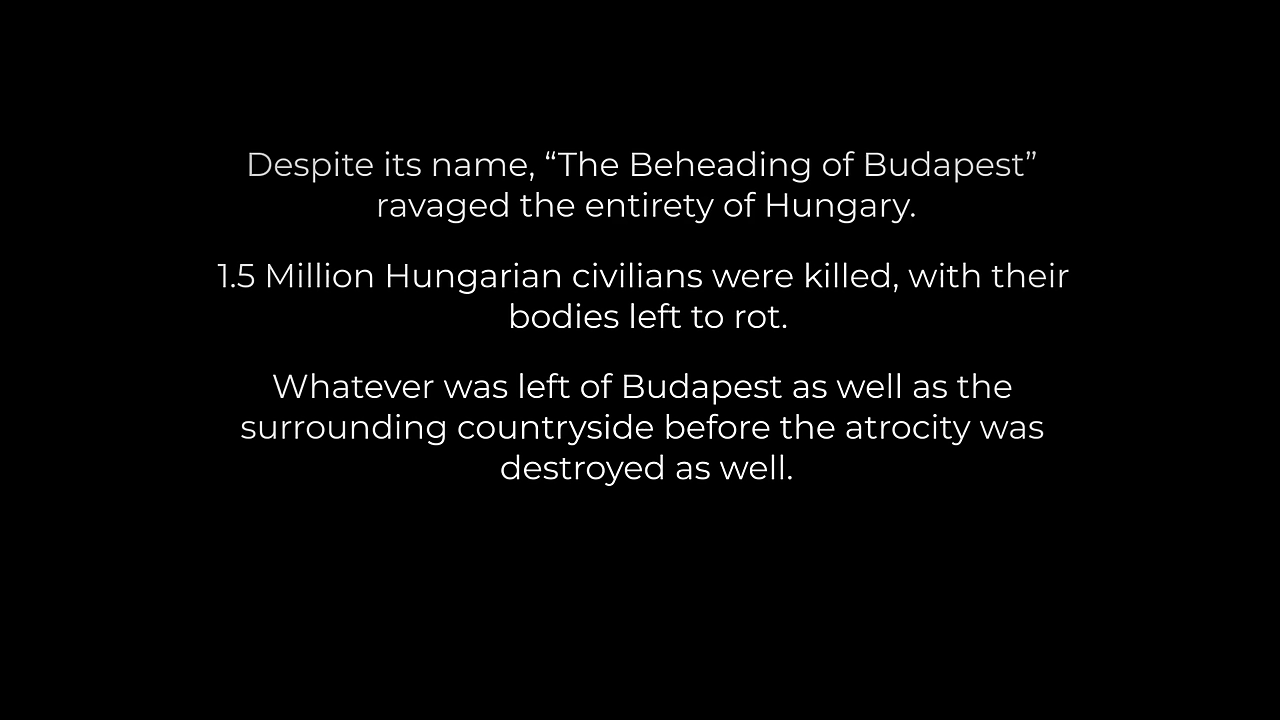 Despite its name, “The Beheading of Budapest”
ravaged the entirety of Hungary.
1.5 Million Hungarian civilians were killed, with their
bodies left to rot.
Whatever was left of Budapest as well as the
surrounding countryside before the atrocity was
destroyed as well.